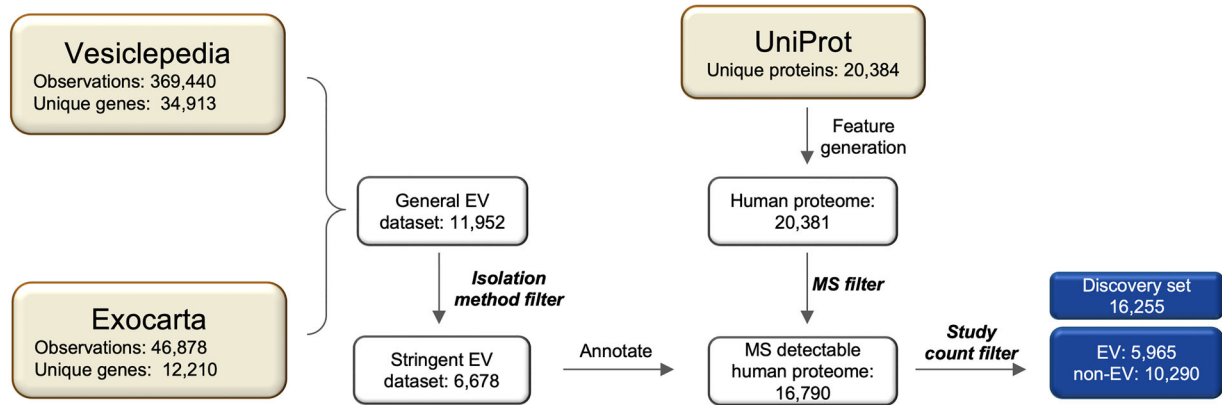 Vesiclepedia
Observations: 369,440
Unique genes: 34,913
Exocarta
Observations: 46,878
Unique genes: 12,210
General EV
dataset: 11,952
Isolation
method filter
Stringent EV
dataset: 6,678
Annotate
UniProt
Unique proteins: 20,384
Feature
generation
Human proteome:
20,381
MS filter
MS detectable
human proteome:
16,790
Study
count filter
Discovery set
16,255
EV: 5,965
non-EV: 10,290